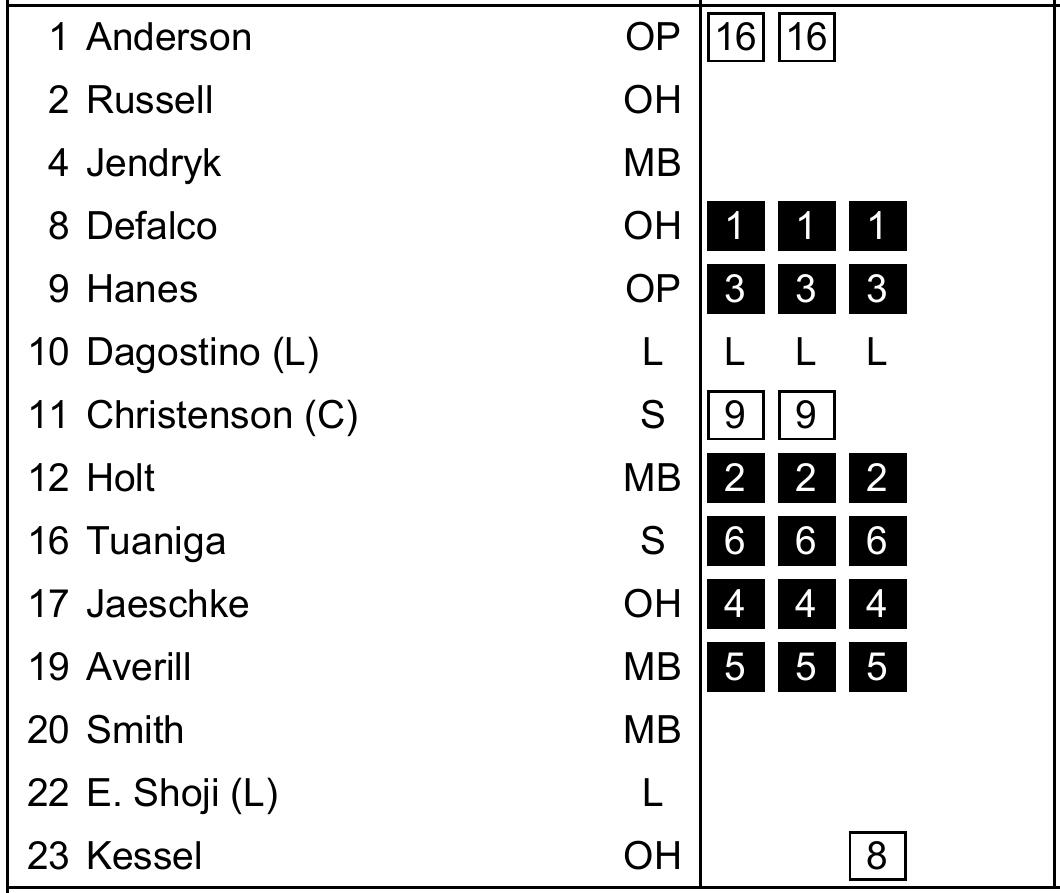 1 Anderson OP 16 16
2 Russell OH
4 Jendryk MB
8 Defalco OH 1 1 1
9 Hanes OP 3 3 3
10 Dagostino (L) L L L L
11 Christenson (C) S 9 9
12 Holt MB 2 2 2
16 Tuaniga S 6 6 6
17 Jaeschke OH 4 4 4
19 Averill MB 5 5 5
20 Smith MB
22 E. Shoji (L) L
23 Kessel OH 8